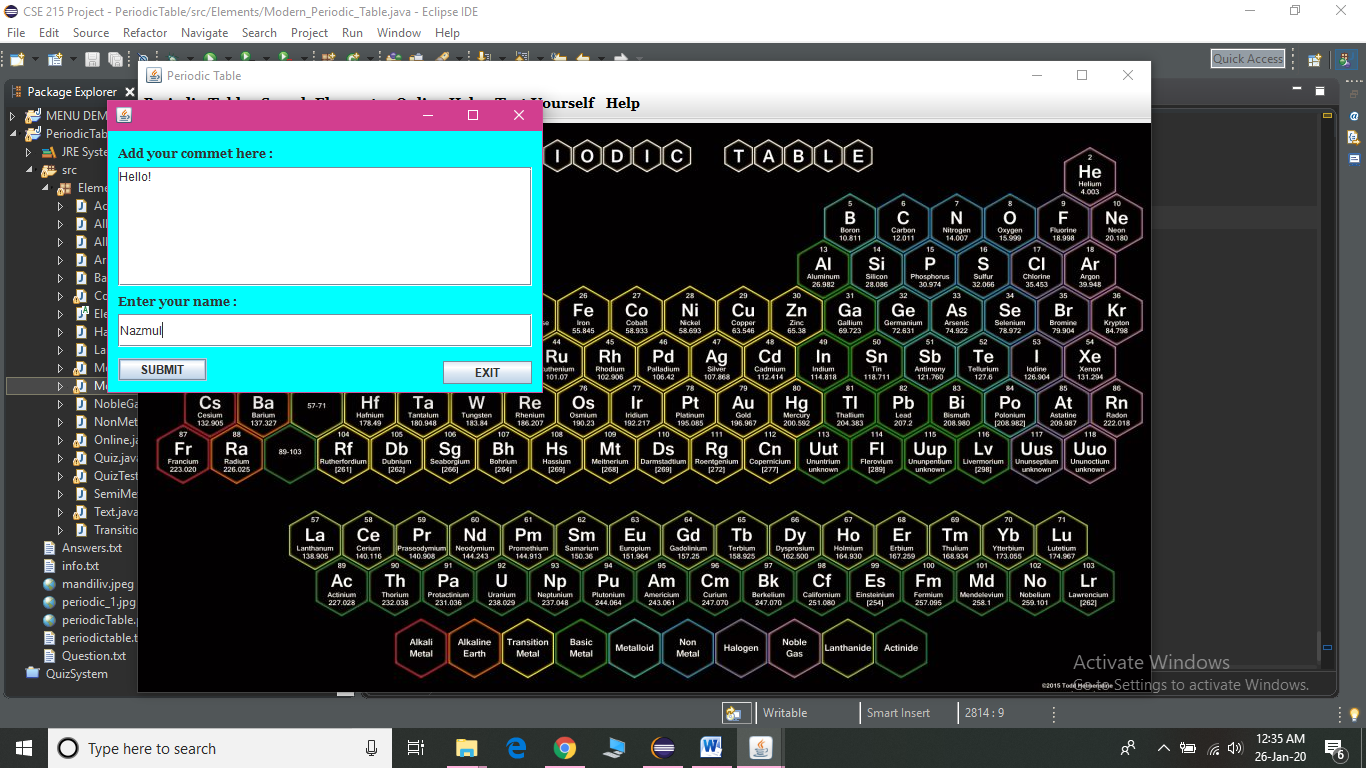 CSE 215 Project - PeriodicTable/src/Elements/Modern_Periodic_Table.java - Eclipse IDE
File Edit Source Refactor Navigate Search Project Run Window Help
Quick Access
Package Explorer
Periodic Table
Yourself Help
MENU DEM
PeriodicTab
JRE Syste
src
Eleme
Ac
All
All
Ar
Ba
Co
Ele
Ha
La
Me
Mo
NobleGa
NonMet
Online.ja
Quiz.java
QuizTest
SemiMet
Text.java
Transitio
Answers.txt
info.txt
mandiliv.jpeg
periodic_1.jpg
periodicTable.
periodictable.t
Question.txt
QuizSystem
Add your commet here :
Hello!
Enter your name :
Nazmul
SUBMIT EXIT
IODIC TABLE
2 He Helium 4.003
5 B Boron 10.811
6 C Carbon 12.011
7 N Nitrogen 14.007
8 O Oxygen 15.999
9 F Fluorine 18.998
10 Ne Neon 20.180
13 Al Aluminum 26.982
14 Si Silicon 28.086
15 P Phosphorus 30.974
16 S Sulfur 32.066
17 Cl Chlorine 35.453
18 Ar Argon 39.948
26 Fe Iron 55.845
27 Co Cobalt 58.933
28 Ni Nickel 58.693
29 Cu Copper 63.546
30 Zn Zinc 65.38
31 Ga Gallium 69.723
32 Ge Germanium 72.631
33 As Arsenic 74.922
34 Se Selenium 78.972
35 Br Bromine 79.904
36 Kr Krypton 84.798
44 Ru uthenium 101.07
45 Rh Rhodium 102.906
46 Pd Palladium 106.42
47 Ag Silver 107.868
48 Cd Cadmium 112.414
49 In Indium 114.818
50 Sn Tin 118.711
51 Sb Antimony 121.760
52 Te Tellurium 127.6
53 I Iodine 126.904
54 Xe Xenon 131.294
Cs Cesium 132.905
Ba Barium 137.327
57-71
Hf Hafnium 178.49
Ta Tantalum 180.948
W Tungsten 183.84
Re Rhenium 186.207
76 Os Osmium 190.23
77 Ir Iridium 192.217
78 Pt Platinum 195.085
79 Au Gold 196.967
80 Hg Mercury 200.592
81 Tl Thallium 204.383
82 Pb Lead 207.2
83 Bi Bismuth 208.980
84 Po Polonium [208.982]
85 At Astatine 209.987
86 Rn Radon 222.018
87 Fr Francium 223.020
88 Ra Radium 226.025
89-103
104 Rf Rutherfordium [261]
105 Db Dubnium [262]
106 Sg Seaborgium [266]
107 Bh Bohrium [264]
108 Hs Hassium [269]
109 Mt Meitnerium [268]
110 Ds Darmstadtium [269]
111 Rg Roentgenium [272]
112 Cn Copernicium [277]
113 Uut Ununtrium unknown
114 Fl Flerovium [289]
115 Uup Ununpentium unknown
116 Lv Livermorium [298]
117 Uus Ununseptium unknown
118 Uuo Ununoctium unknown
57 La Lanthanum 138.905
58 Ce Cerium 140.116
59 Pr Praseodymium 140.908
60 Nd Neodymium 144.243
61 Pm Promethium 144.913
62 Sm Samarium 150.36
63 Eu Europium 151.964
64 Gd Gadolinium 157.25
65 Tb Terbium 158.925
66 Dy Dysprosium 162.500
67 Ho Holmium 164.930
68 Er Erbium 167.259
69 Tm Thulium 168.934
70 Yb Ytterbium 173.055
71 Lu Lutetium 174.967
89 Ac Actinium 227.028
90 Th Thorium 232.038
91 Pa Protactinium 231.036
92 U Uranium 238.029
93 Np Neptunium 237.048
94 Pu Plutonium 244.064
95 Am Americium 243.061
96 Cm Curium 247.070
97 Bk Berkelium 247.070
98 Cf Californium 251.080
99 Es Einsteinium [254]
100 Fm Fermium 257.095
101 Md Mendelevium 258.1
102 No Nobelium 259.101
103 Lr Lawrencium [262]
Alkali Metal
Alkaline Earth
Transition Metal
Basic Metal
Metalloid
Non Metal
Halogen
Noble Gas
Lanthanide
Actinide
©2015 Todd
Activate Windows
Go to Settings to activate Windows.
Writable Smart Insert 2814 : 9
Type here to search
12:35 AM
26-Jan-20
6